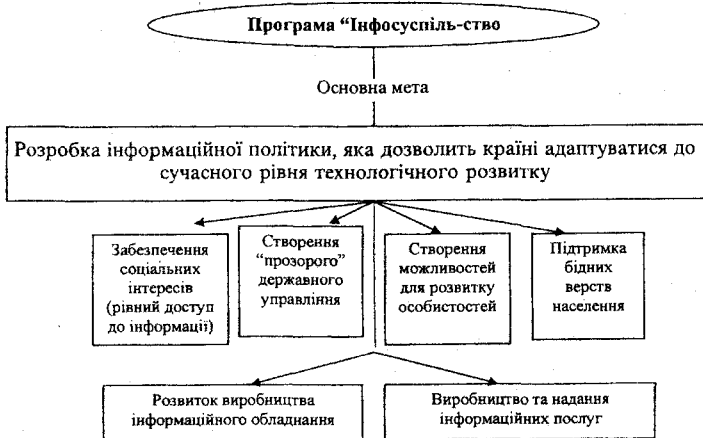 Програма “Інфосуспіль-ство
Основна мета
Розробка інформаційної політики, яка дозволить країні адаптуватися до
сучасного рівня технологічного розвитку
Забезпечення
соціальних
інтересів
(рівний доступ
до інформації)
Створення
“прозорого”
державного
управління
Створення
можливостей
для розвитку
особистостей
Підтримка
бідних
верств
населення
Розвиток виробництва
інформаційного обладнання
Виробництво та надання
інформаційних послуг